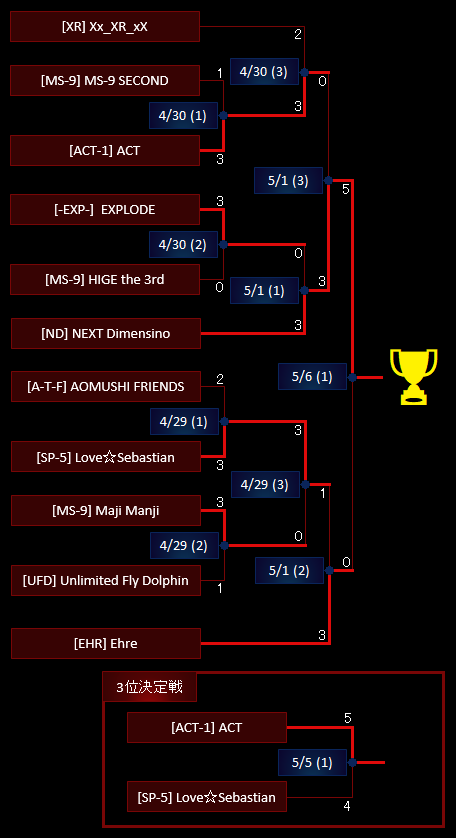 [XR] Xx_XR_xX
2
4/30 (3)
[MS-9] MS-9 SECOND
1
0
4/30 (1)
3
[ACT-1] ACT
3
5/1 (3)
5
[-EXP-]  EXPLODE
3
4/30 (2)
0
[MS-9] HIGE the 3rd
0
5/1 (1)
3
[ND] NEXT Dimensino
3
5/6 (1)
[A-T-F] AOMUSHI FRIENDS
2
4/29 (1)
3
[SP-5] Love☆Sebastian
3
4/29 (3)
1
[MS-9] Maji Manji
3
4/29 (2)
0
[UFD] Unlimited Fly Dolphin
1
5/1 (2)
0
[EHR] Ehre
3
3位決定戦
[ACT-1] ACT
5
5/5 (1)
[SP-5] Love☆Sebastian
4